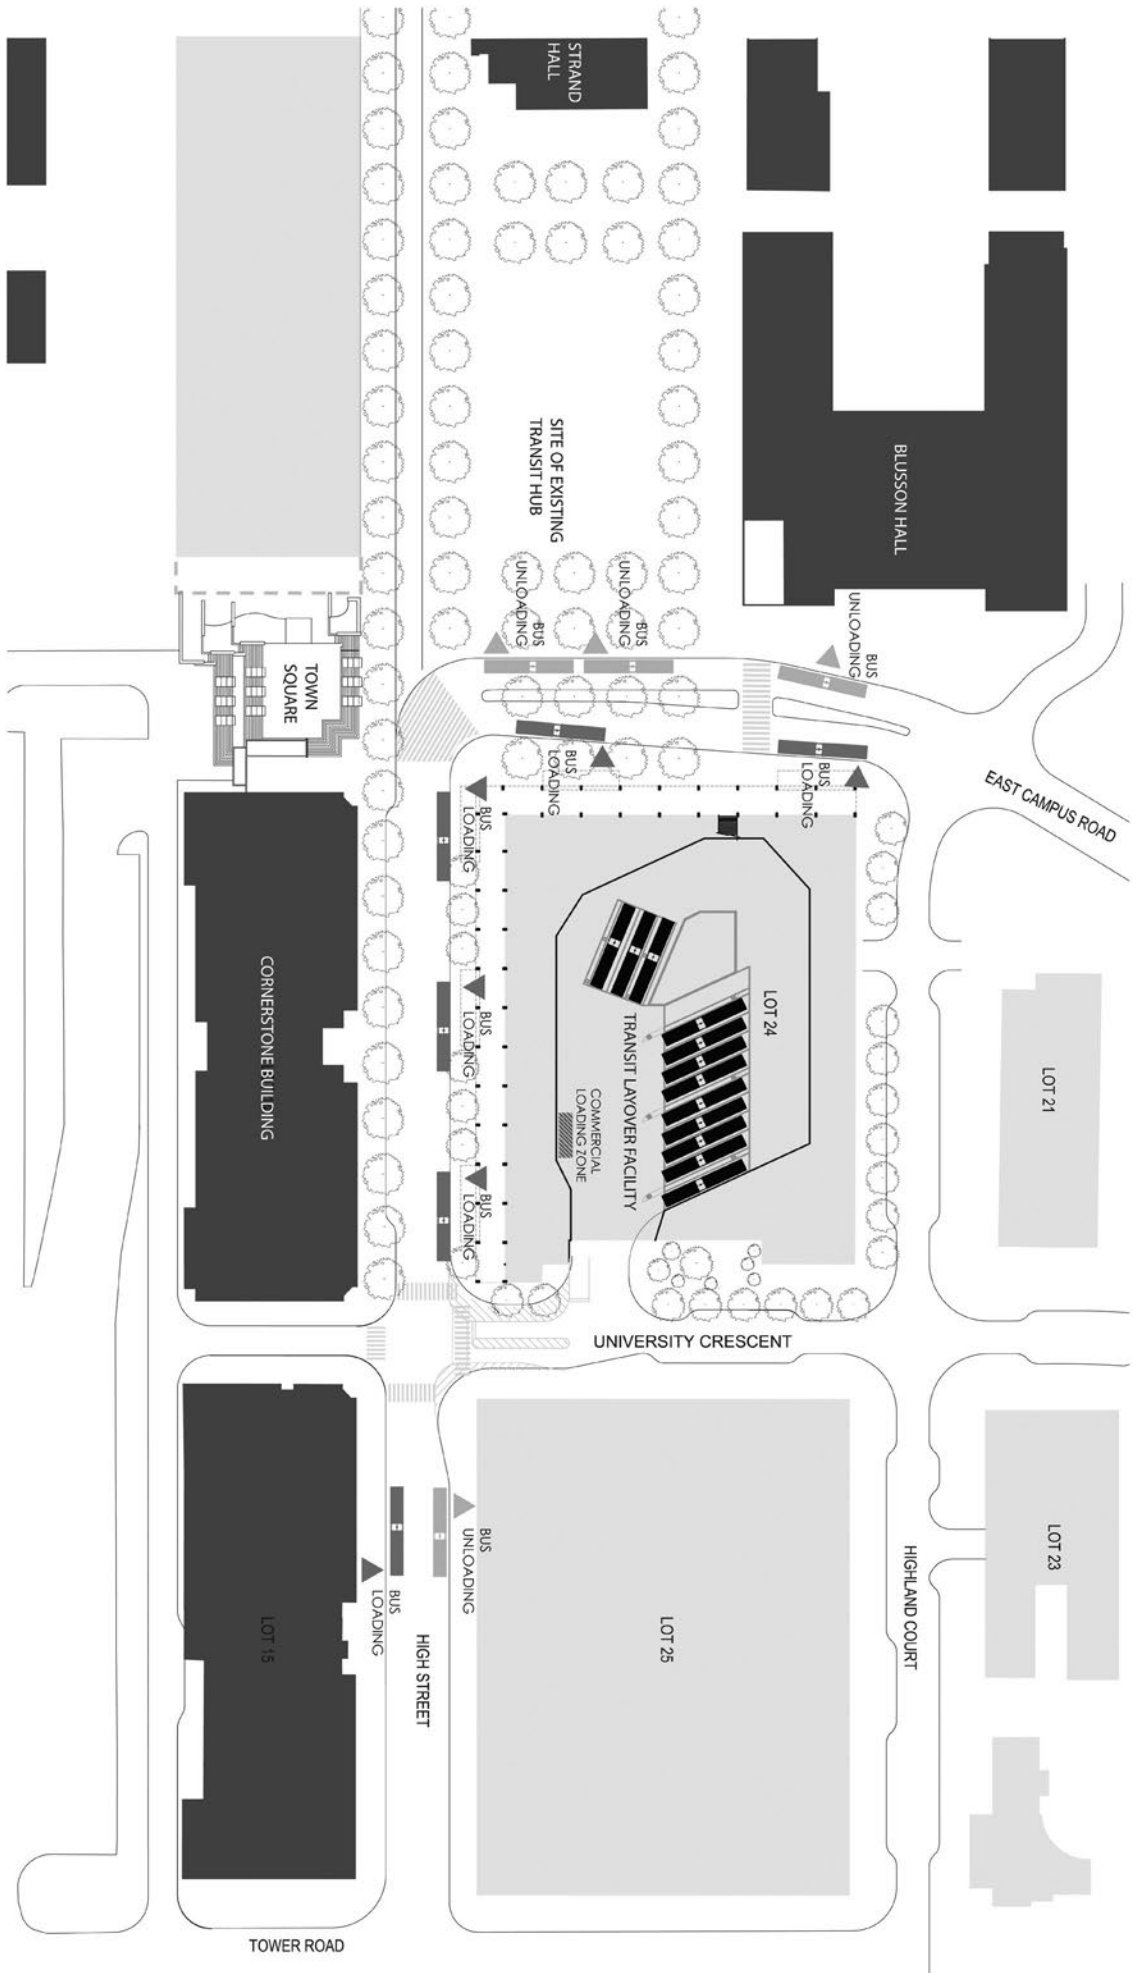 STRAND
HALL
SITE OF EXISTING
TRANSIT HUB
BLUSSON HALL
BUS
UNLOADING
BUS
UNLOADING
BUS
UNLOADING
TOWN
SQUARE
BUS
LOADING
BUS
LOADING
BUS
LOADING
EAST CAMPUS ROAD
CORNERSTONE BUILDING
BUS
LOADING
LOT 24
TRANSIT LAYOVER FACILITY
COMMERCIAL
LOADING ZONE
LOT 21
BUS
LOADING
UNIVERSITY CRESCENT
BUS
UNLOADING
BUS
LOADING
LOT 15
HIGH STREET
LOT 25
HIGHLAND COURT
LOT 23
TOWER ROAD